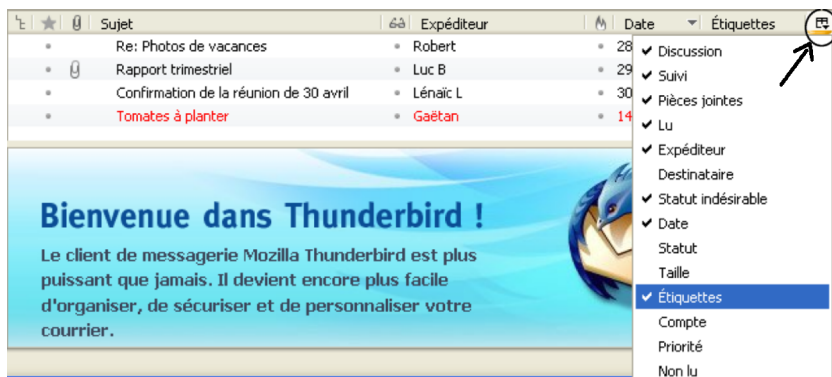 Sujet Expéditeur Date Étiquettes
Re: Photos de vacances Robert 28
Rapport trimestriel Luc B 29
Confirmation de la réunion de 30 avril Lénaïc L 30
Tomates à planter Gaëtan 14
Discussion
Suivi
Pièces jointes
Lu
Expéditeur
Destinataire
Statut indésirable
Date
Statut
Taille
Étiquettes
Compte
Priorité
Non lu
Bienvenue dans Thunderbird !
Le client de messagerie Mozilla Thunderbird est plus
puissant que jamais. Il devient encore plus facile
d'organiser, de sécuriser et de personnaliser votre
courrier.